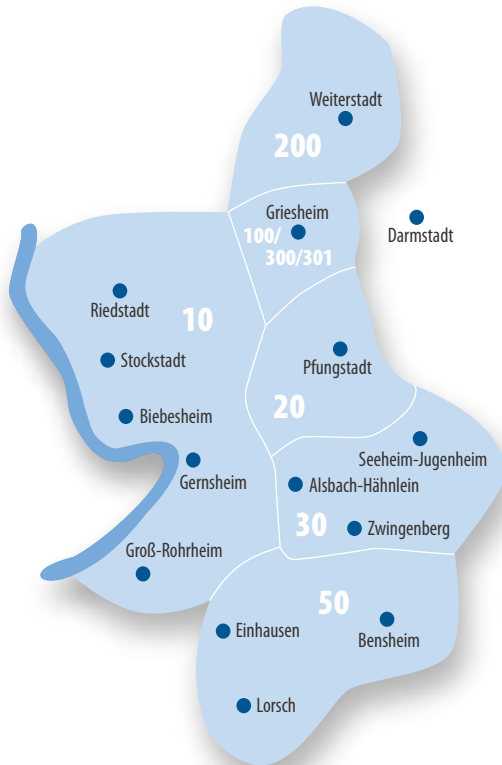 Weiterstadt
200
Griesheim
100/
300/301
Darmstadt
Riedstadt
10
Stockstadt
Pfungstadt
Biebesheim
20
Seeheim-Jugenheim
Gernsheim
Alsbach-Hähnlein
30
Zwingenberg
Groß-Rohrheim
50
Einhausen
Bensheim
Lorsch